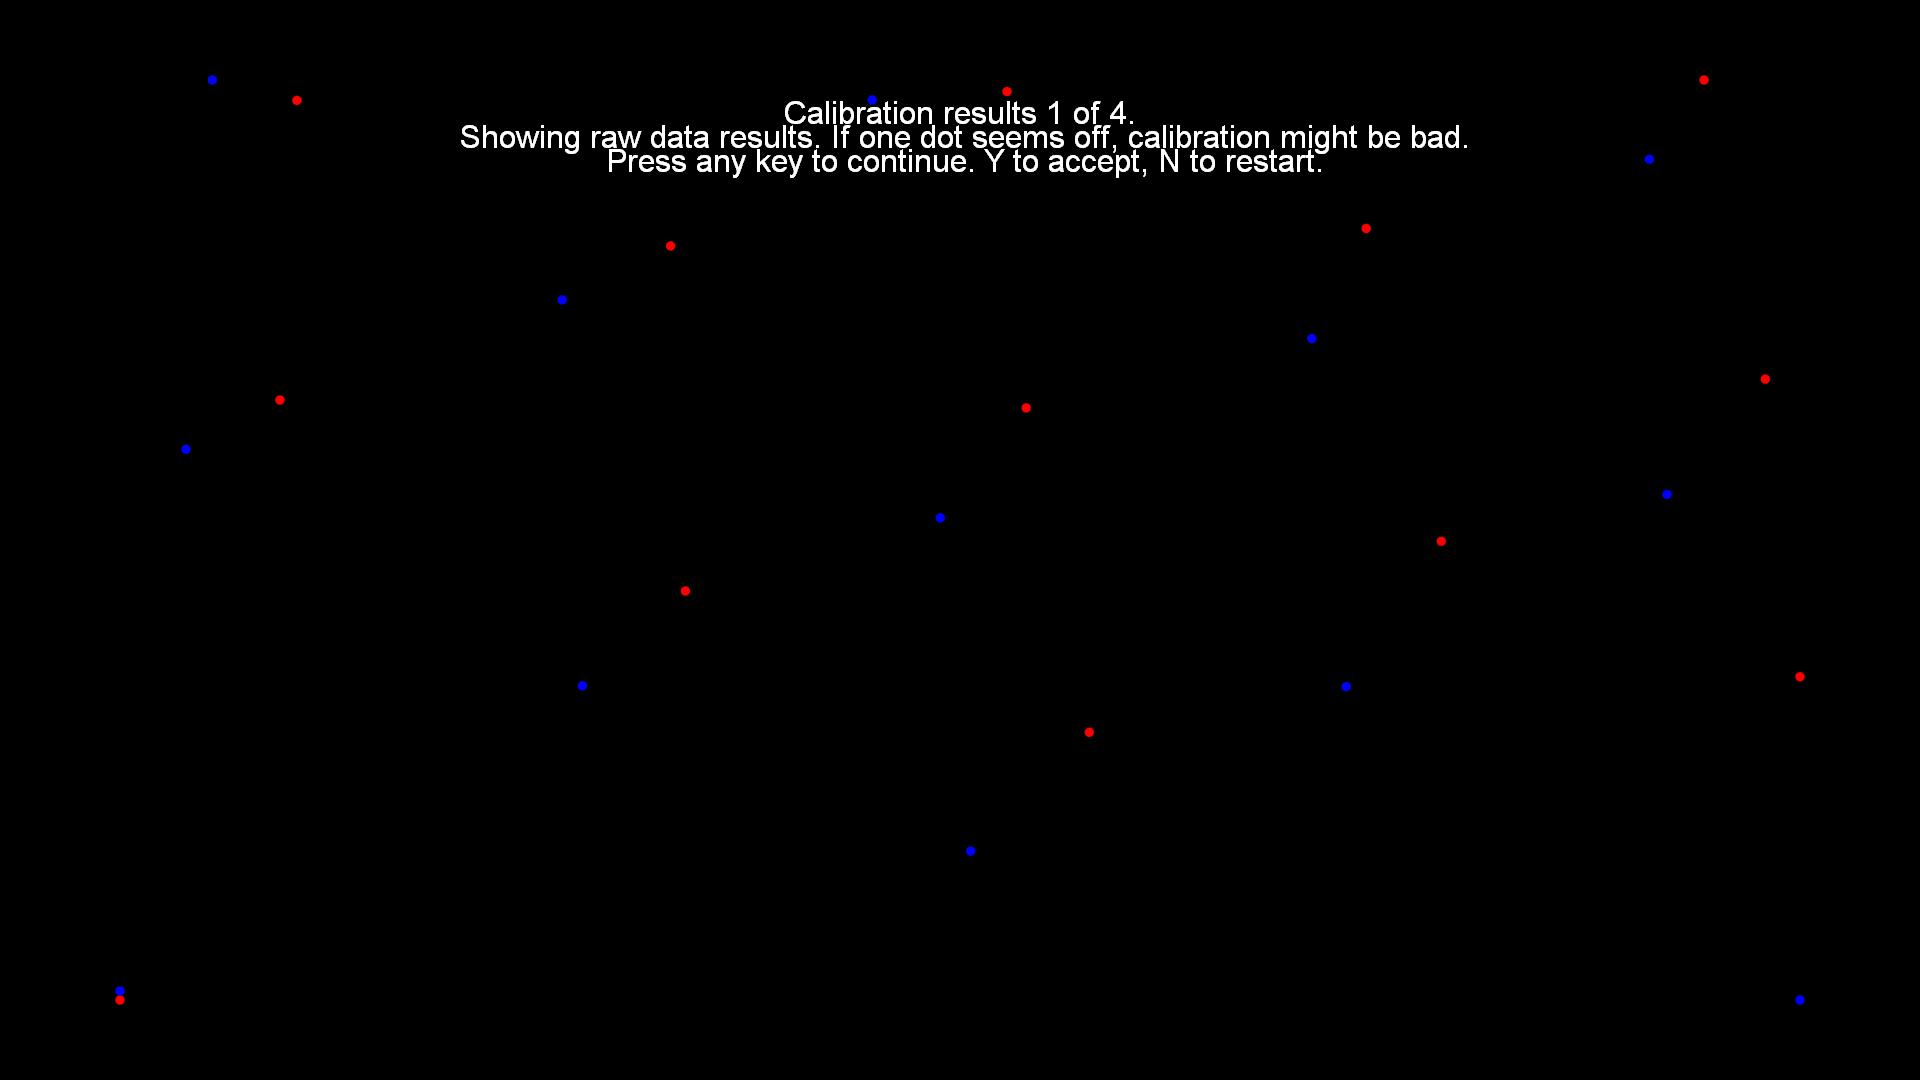 Calibration results 1 of 4.
Showing raw data results. If one dot seems off, calibration might be bad.
Press any key to continue. Y to accept, N to restart.